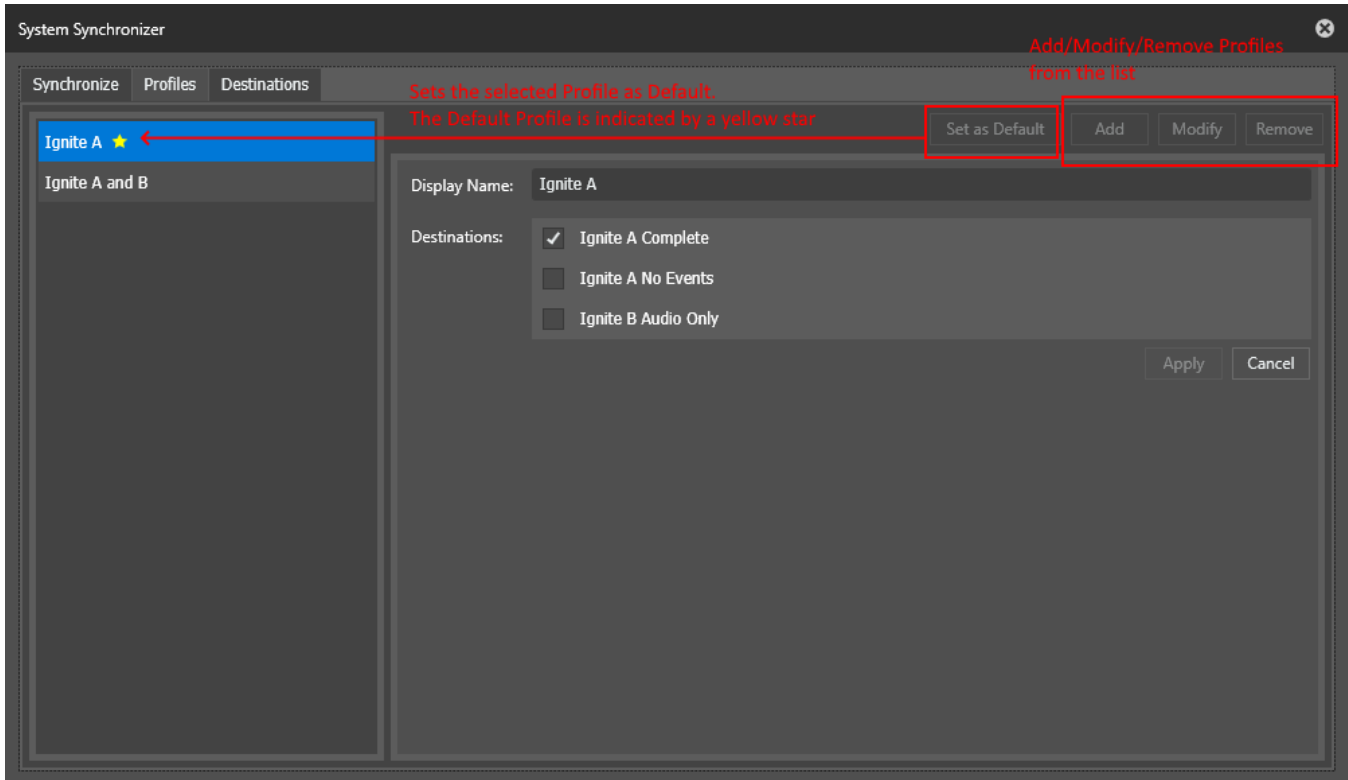 System Synchronizer
Add/Modify/Remove Profiles
from the list
Synchronize Profiles Destinations
Sets the selected Profile as Default.
The Default Profile is indicated by a yellow star
Set as Default Add Modify Remove
Ignite A
Ignite A and B
Display Name: Ignite A
Destinations: Ignite A Complete
Ignite A No Events
Ignite B Audio Only
Apply Cancel